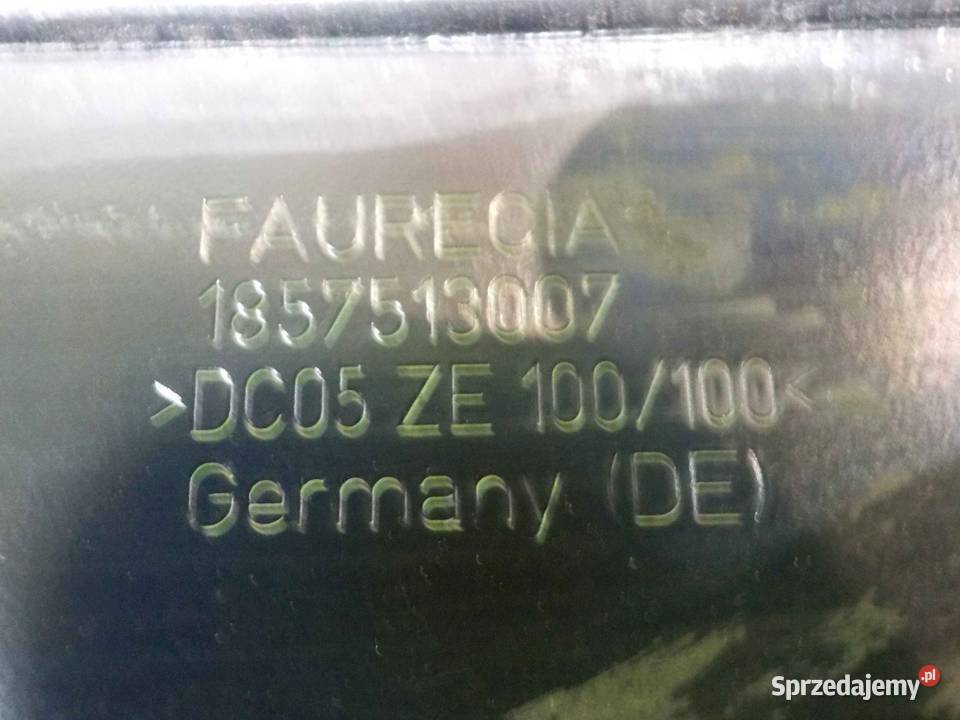 FAURECIA
1857513007
>DC05 ZE 100/100<
Germany (DE)
Sprzedajemy.pl